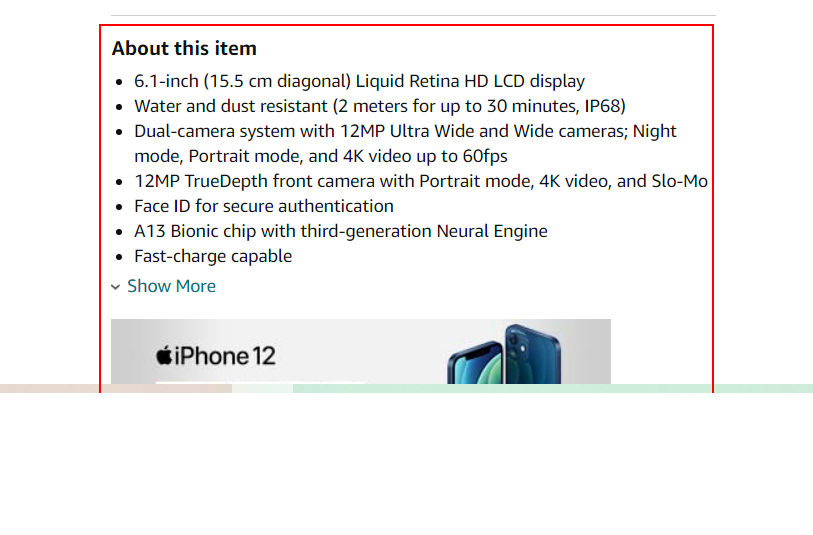 About this item
6.1-inch (15.5 cm diagonal) Liquid Retina HD LCD display
Water and dust resistant (2 meters for up to 30 minutes, IP68)
Dual-camera system with 12MP Ultra Wide and Wide cameras; Night
mode, Portrait mode, and 4K video up to 60fps
12MP TrueDepth front camera with Portrait mode, 4K video, and Slo-Mo
Face ID for secure authentication
A13 Bionic chip with third-generation Neural Engine
Fast-charge capable
Show More
iPhone 12